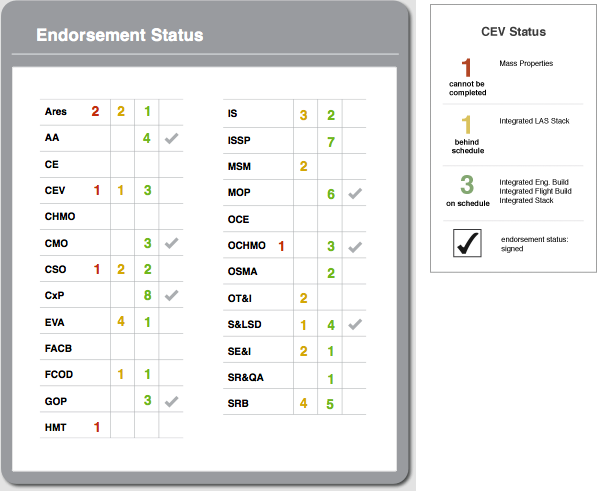 Endorsement Status
Ares 2 2 1
AA 4 ✓
CE
CEV 1 1 3
CHMO
CMO 3 ✓
CSO 1 2 2
CxP 8 ✓
EVA 4 1
FACB
FCOD 1 1
GOP 3 ✓
HMT 1
IS 3 2
ISSP 7
MSM 2
MOP 6 ✓
OCE
OCHMO 1 3 ✓
OSMA 2
OT&I 2
S&LSD 1 4 ✓
SE&I 2 1
SR&QA 1
SRB 4 5
CEV Status
1
cannot be
completed
Mass Properties
1
behind
schedule
Integrated LAS Stack
3
on schedule
Integrated Eng. Build
Integrated Flight Build
Integrated Stack
✓
endorsement status:
signed